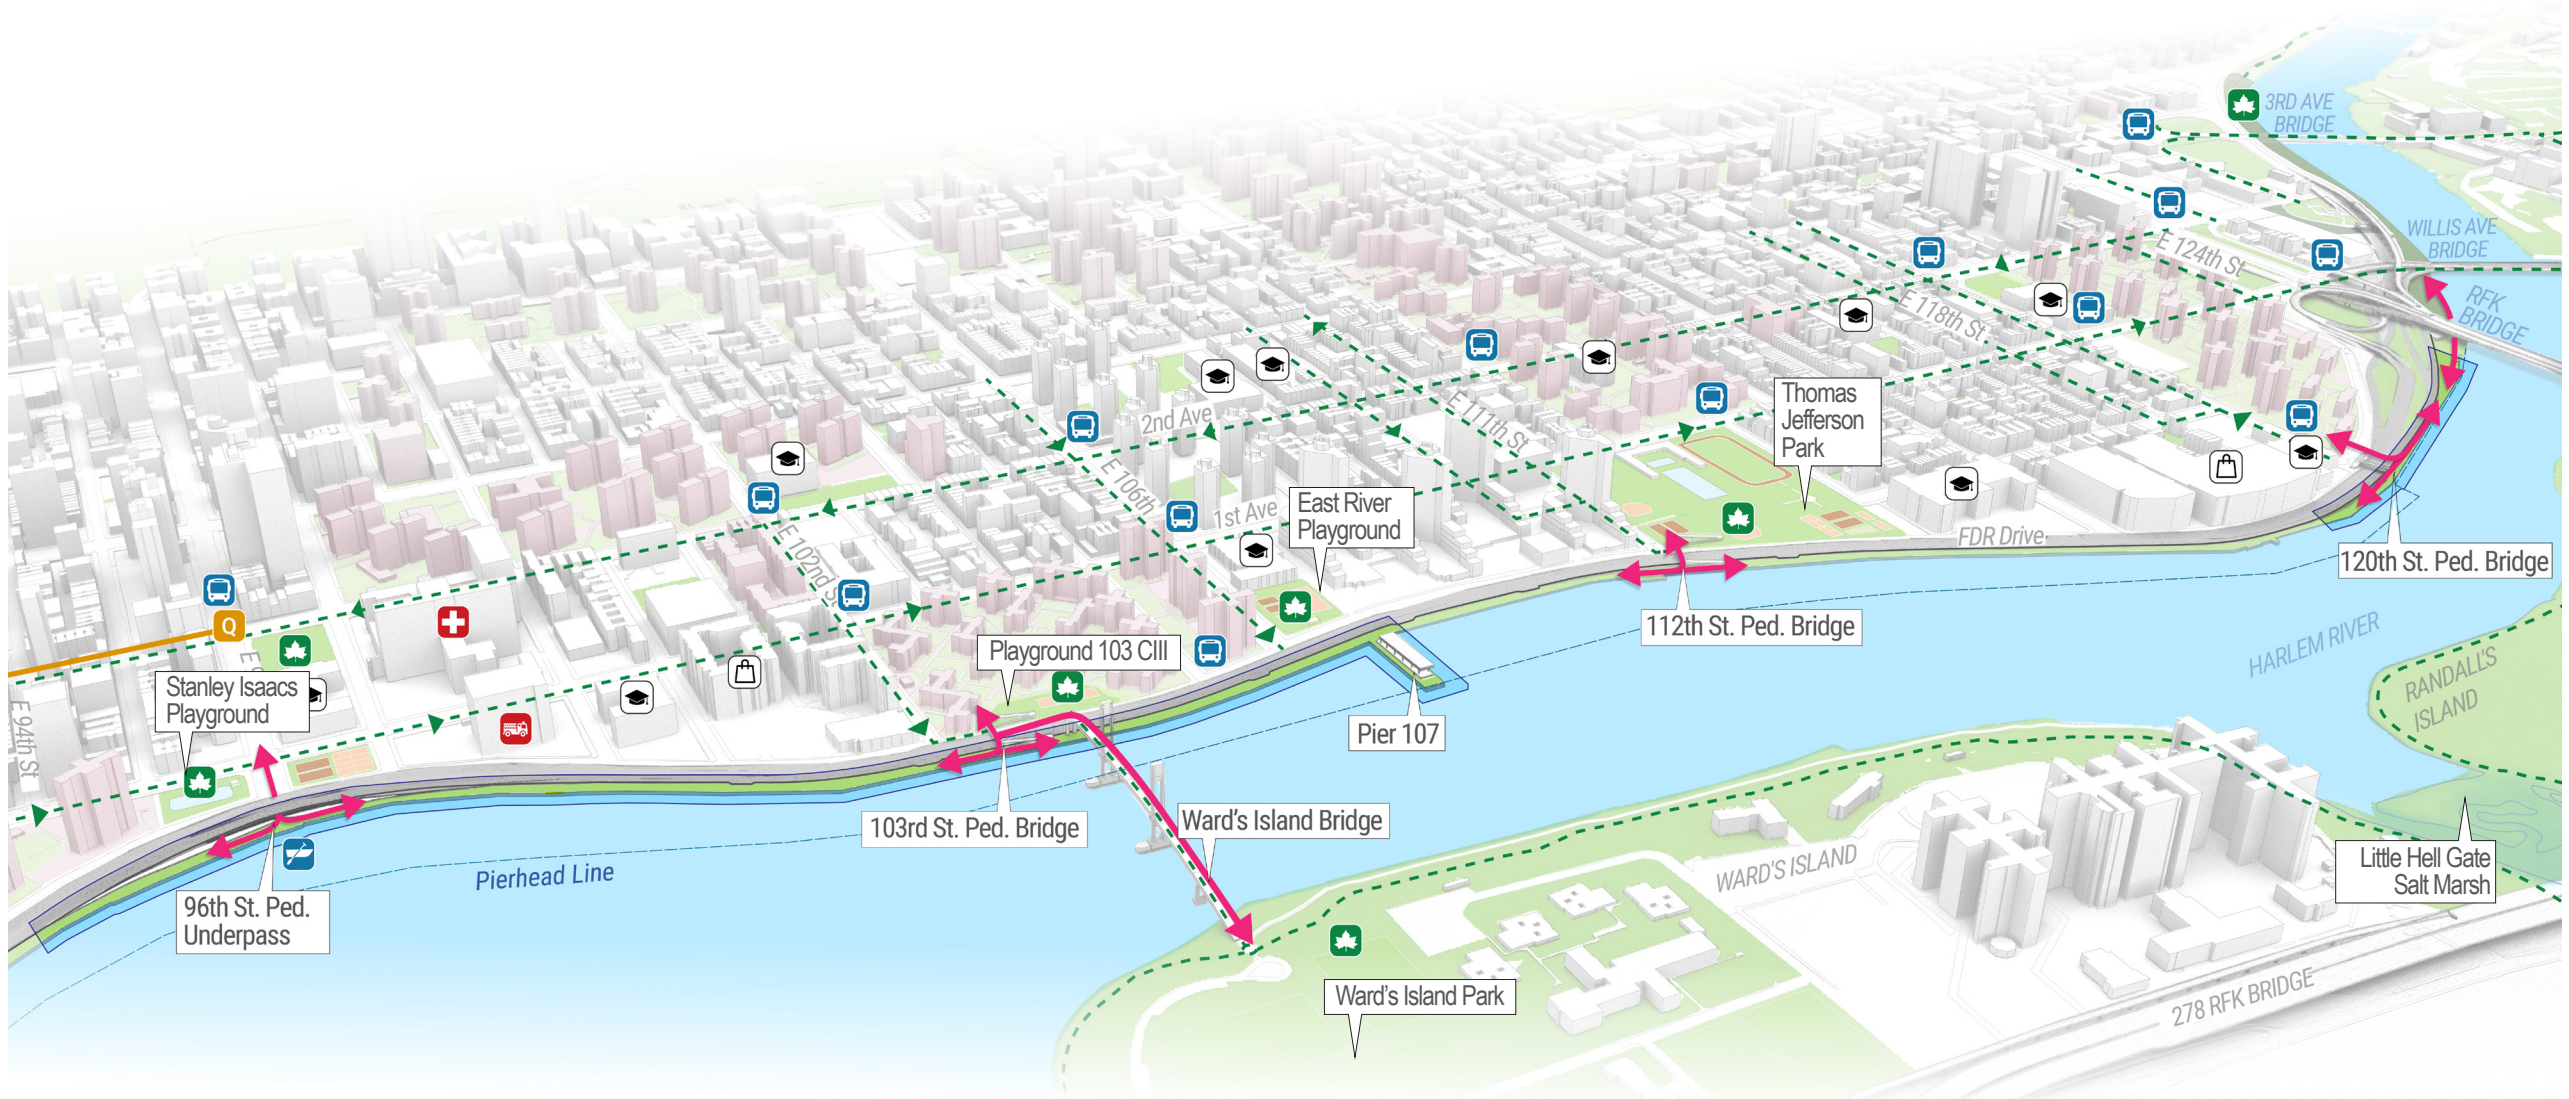 3RD AVE
BRIDGE
WILLIS AVE
BRIDGE
E 124th St
RFK
BRIDGE
E 118th St
Thomas
Jefferson
Park
2nd Ave
E 111th St
E 106th
1st Ave
East River
Playground
E 102nd St
FDR Drive
120th St. Ped. Bridge
112th St. Ped. Bridge
HARLEM RIVER
RANDALL'S
ISLAND
Q
Playground 103 CIII
Stanley Isaacs
Playground
E 94th St
Pier 107
103rd St. Ped. Bridge
Ward's Island Bridge
Pierhead Line
WARD'S ISLAND
Little Hell Gate
Salt Marsh
96th St. Ped.
Underpass
Ward's Island Park
278 RFK BRIDGE